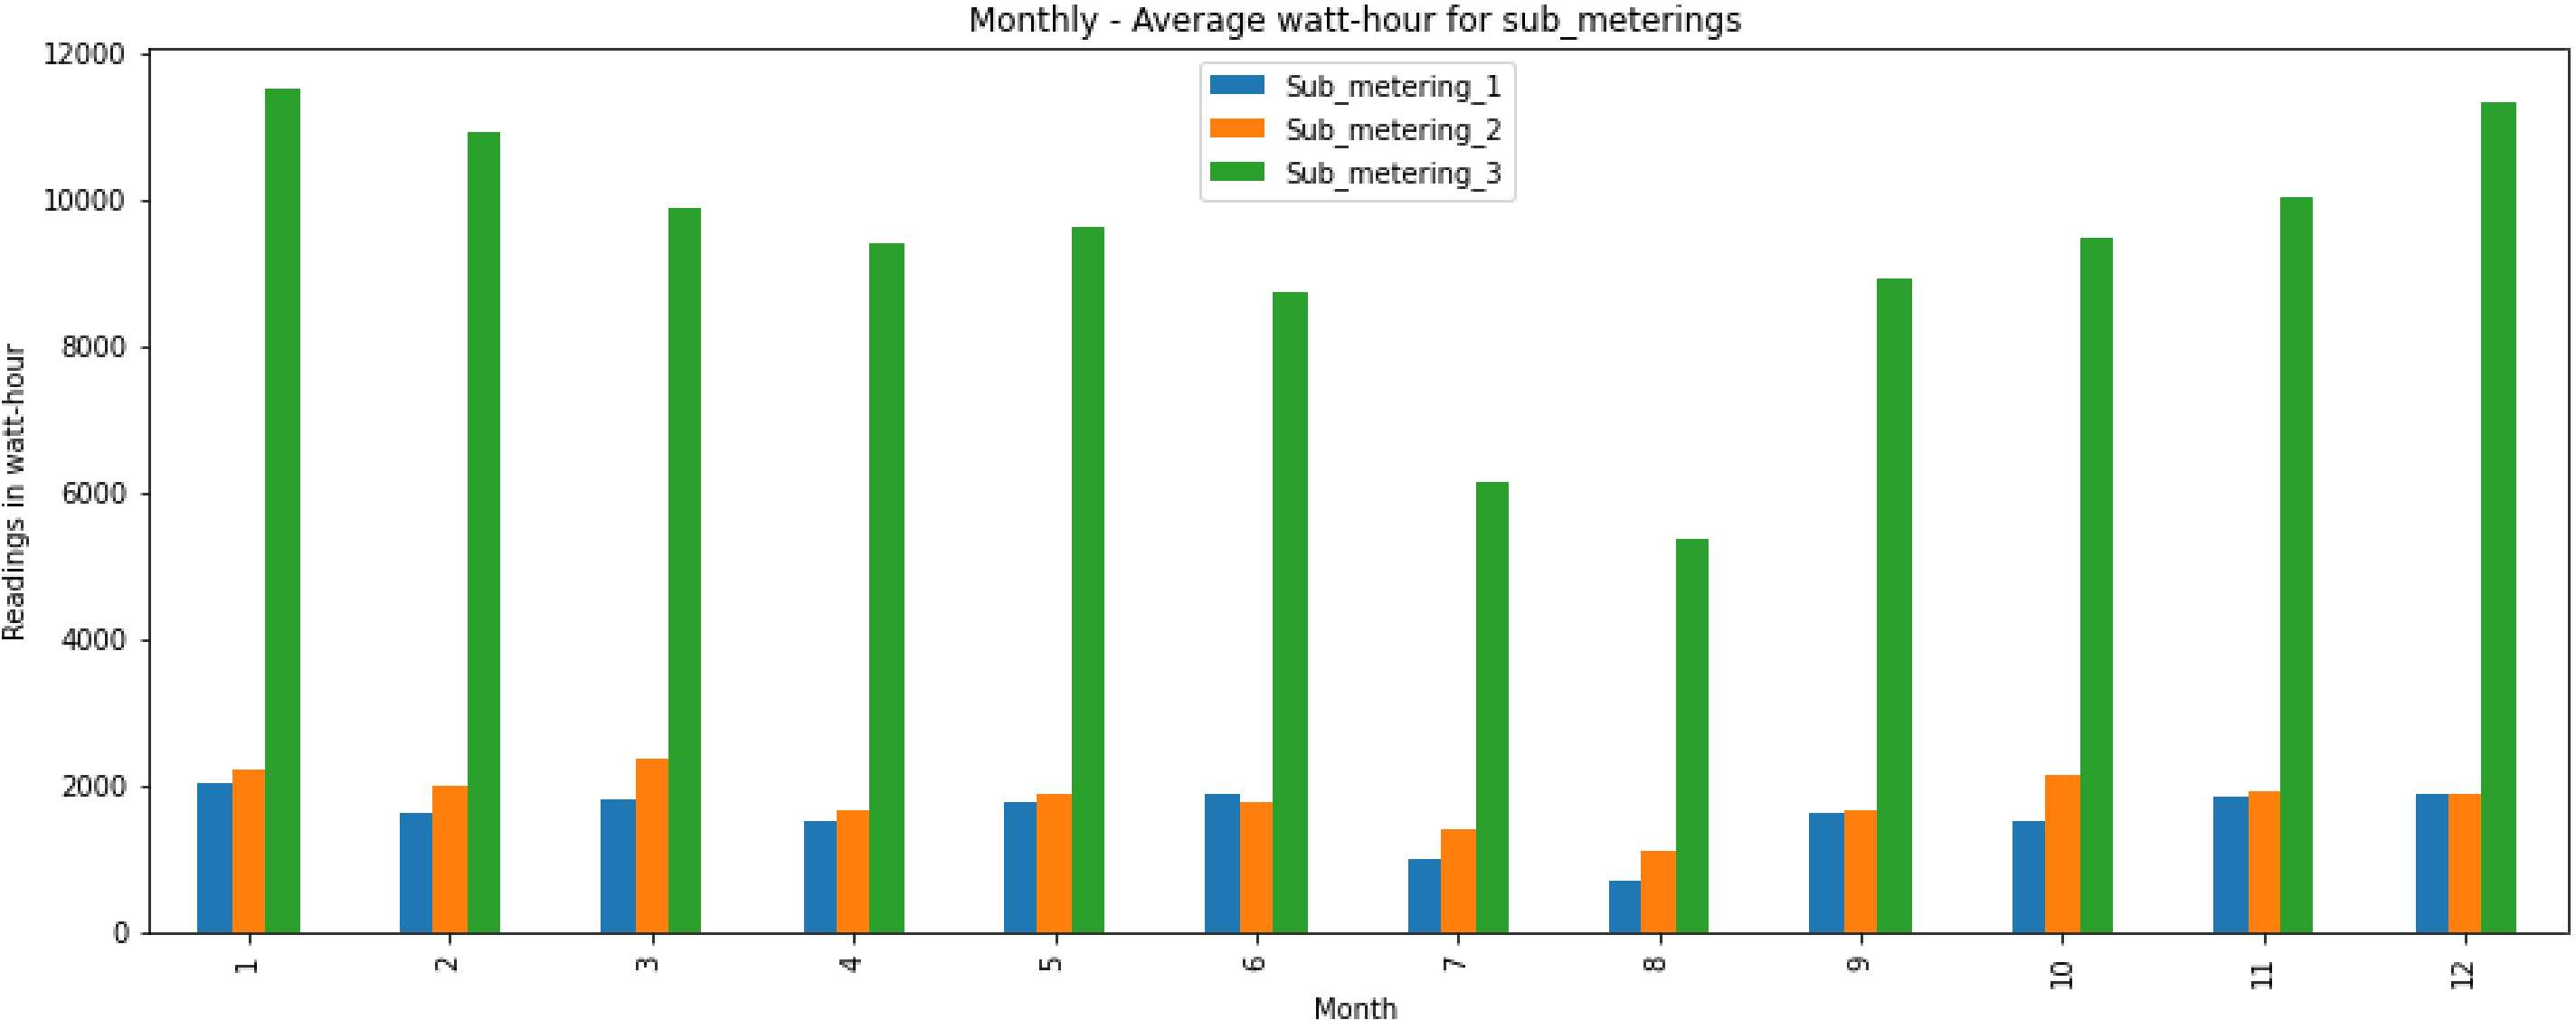 Monthly - Average watt-hour for sub_meterings
Sub_metering_1
Sub_metering_2
Sub_metering_3
Readings in watt-hour
12000
10000
8000
6000
4000
2000
0
1 2 3 4 5 6 7 8 9 10 11 12
Month